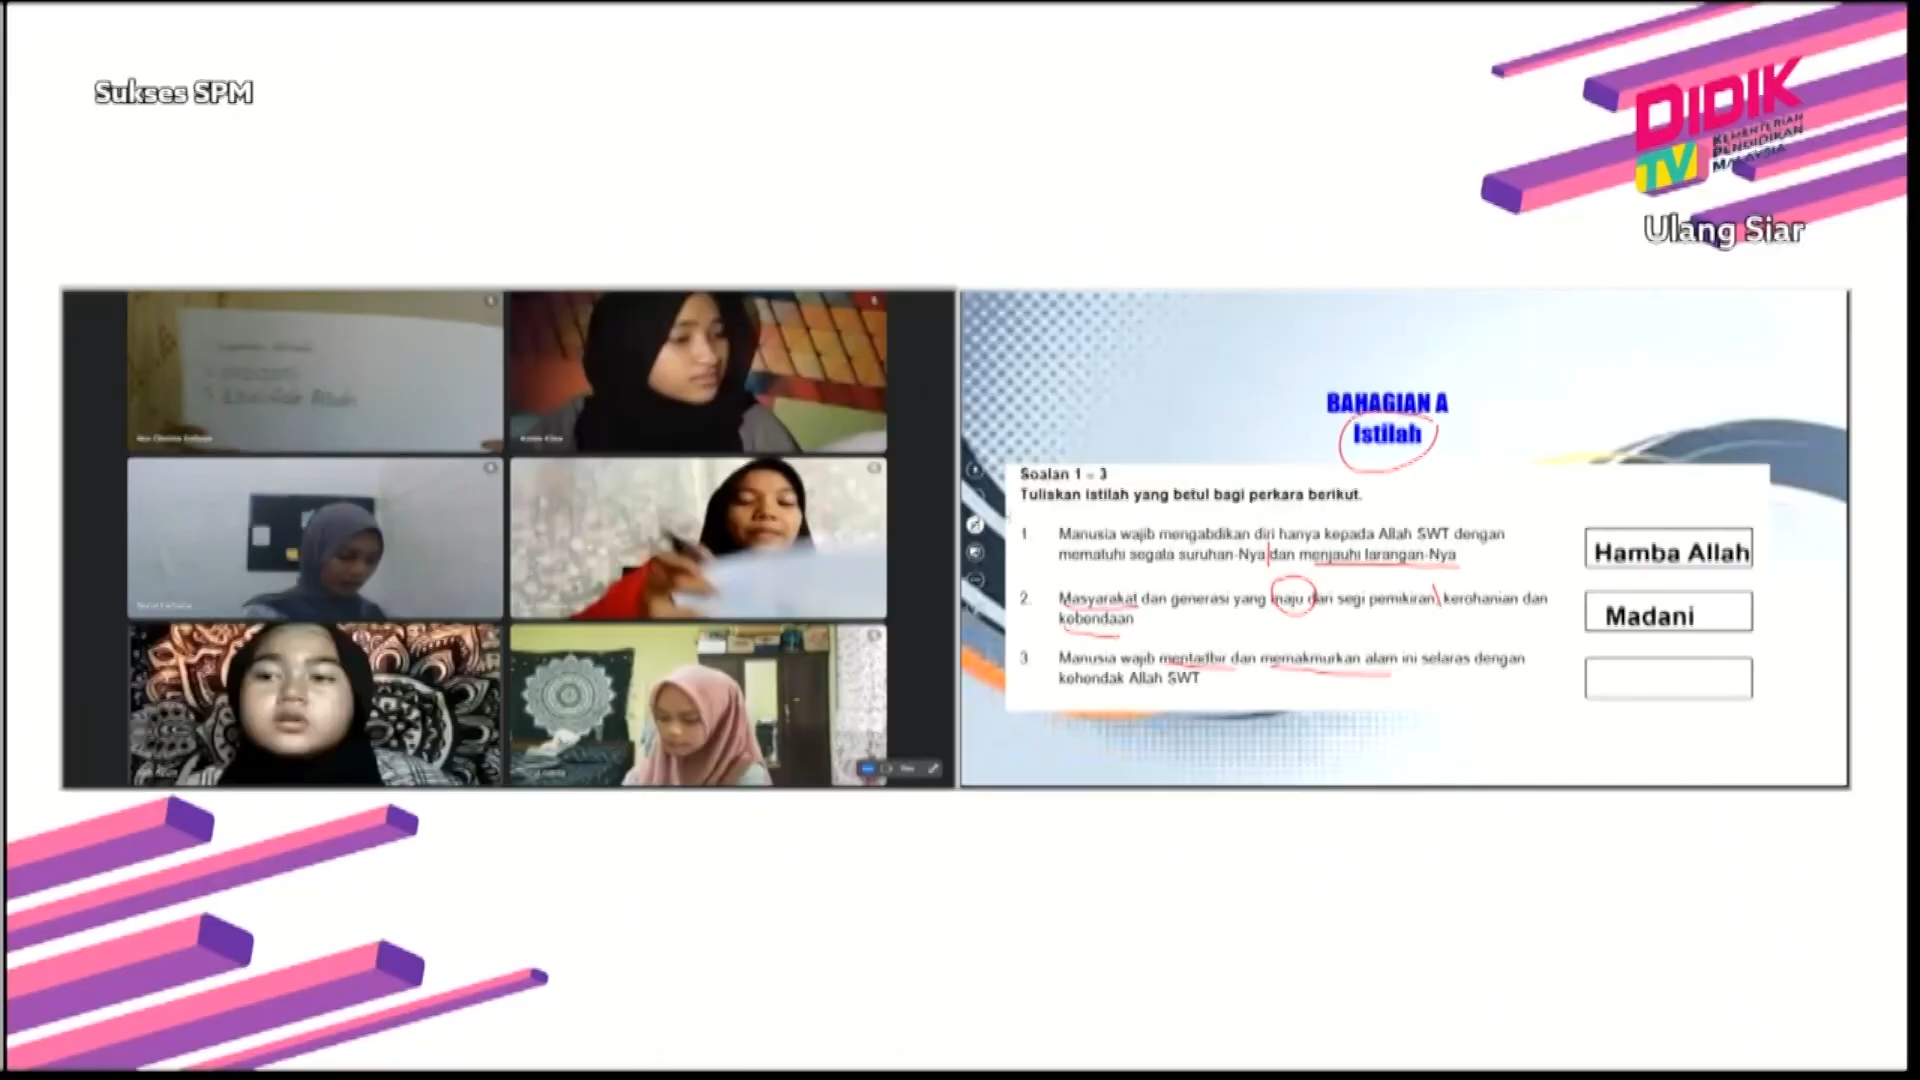 Sukses SPM
DIDIK
TV
KEMENTERIAN
PENDIDIKAN
MALAYSIA
Ulang Siar
BAHAGIAN A
Istilah
Soalan 1 - 3
Tuliskan istilah yang betul bagi perkara berikut.
1. Manusia wajib mengabdikan diri hanya kepada Allah SWT dengan
mematuhi segala suruhan-Nya dan menjauhi larangan-Nya
Hamba Allah
2. Masyarakat dan generasi yang maju dari segi pemikiran, kerohanian dan
kebendaan
Madani
3. Manusia wajib mentadbir dan memakmurkan alam ini selaras dengan
kehendak Allah SWT
Allah
View